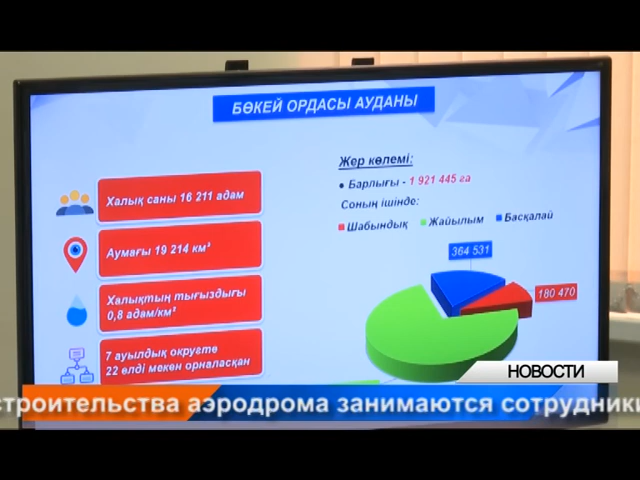 БӨКЕЙ ОРДАСЫ АУДАНЫ
Халық саны 16 211 адам
Аумағы 19 214 км²
Халықтың тығыздығы
0,8 адам/км²
7 ауылдық округте
22 елді мекен орналасқан
Жер көлемі:
• Барлығы - 1 921 445 га
Соның ішінде:
Шабындық Жайылым Басқалай
364 531
180 470
НОВОСТИ
строительства аэродрома занимаются сотрудники